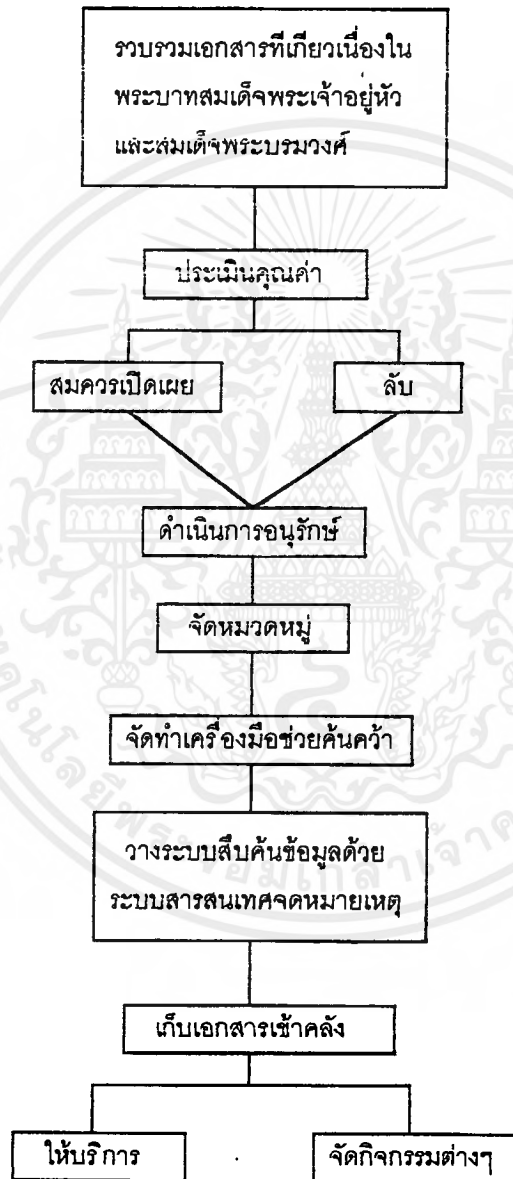 รวบรวมเอกสารที่เกี่ยวเนื่องใน
พระบาทสมเด็จพระเจ้าอยู่หัว
และสมเด็จพระบรมวงศ์
ประเมินคุณค่า
สมควรเปิดเผย
ลับ
ดำเนินการอนุรักษ์
จัดหมวดหมู่
จัดทำเครื่องมือช่วยค้นคว้า
วางระบบสืบค้นข้อมูลด้วย
ระบบสารสนเทศจดหมายเหตุ
เก็บเอกสารเข้าคลัง
ให้บริการ
จัดกิจกรรมต่างๆ